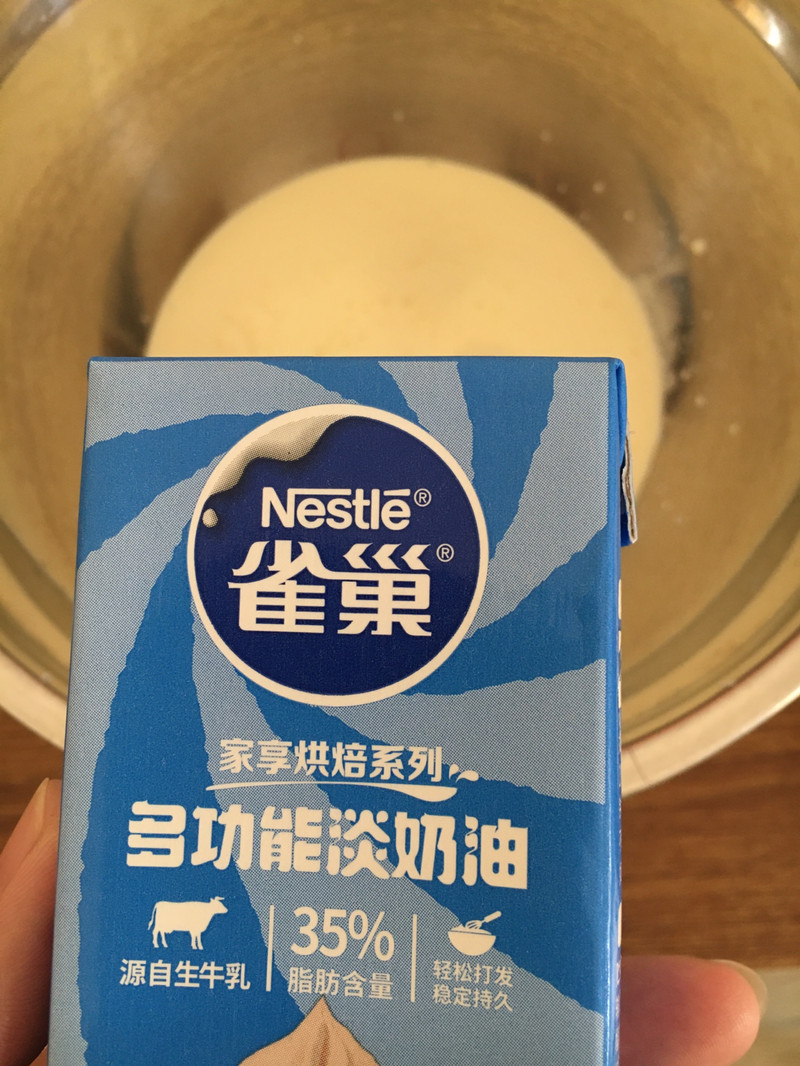 Nestlé®
雀巢®
家享烘焙系列
多功能淡奶油
源自生牛乳
35%
脂肪含量
轻松打发
稳定持久